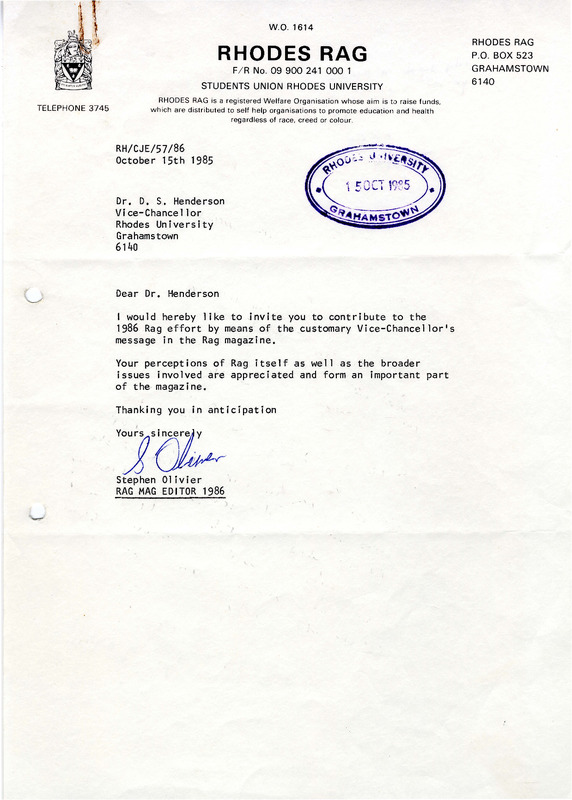 W.O. 1614
RHODES RAG
F/R No. 09 900 241 000 1
STUDENTS UNION RHODES UNIVERSITY
RHODES RAG is a registered Welfare Organisation whose aim is to raise funds,
which are distributed to self help organisations to promote education and health
regardless of race, creed or colour.
RHODES RAG
P.O. BOX 523
GRAHAMSTOWN
6140
TELEPHONE 3745
RH/CJE/57/86
October 15th 1985
RHODES UNIVERSITY
15 OCT 1985
GRAHAMSTOWN
Dr. D. S. Henderson
Vice-Chancellor
Rhodes University
Grahamstown
6140
Dear Dr. Henderson
I would hereby like to invite you to contribute to the
1986 Rag effort by means of the customary Vice-Chancellor's
message in the Rag magazine.
Your perceptions of Rag itself as well as the broader
issues involved are appreciated and form an important part
of the magazine.
Thanking you in anticipation
Yours sincerely
S Olivier
Stephen Olivier
RAG MAG EDITOR 1986